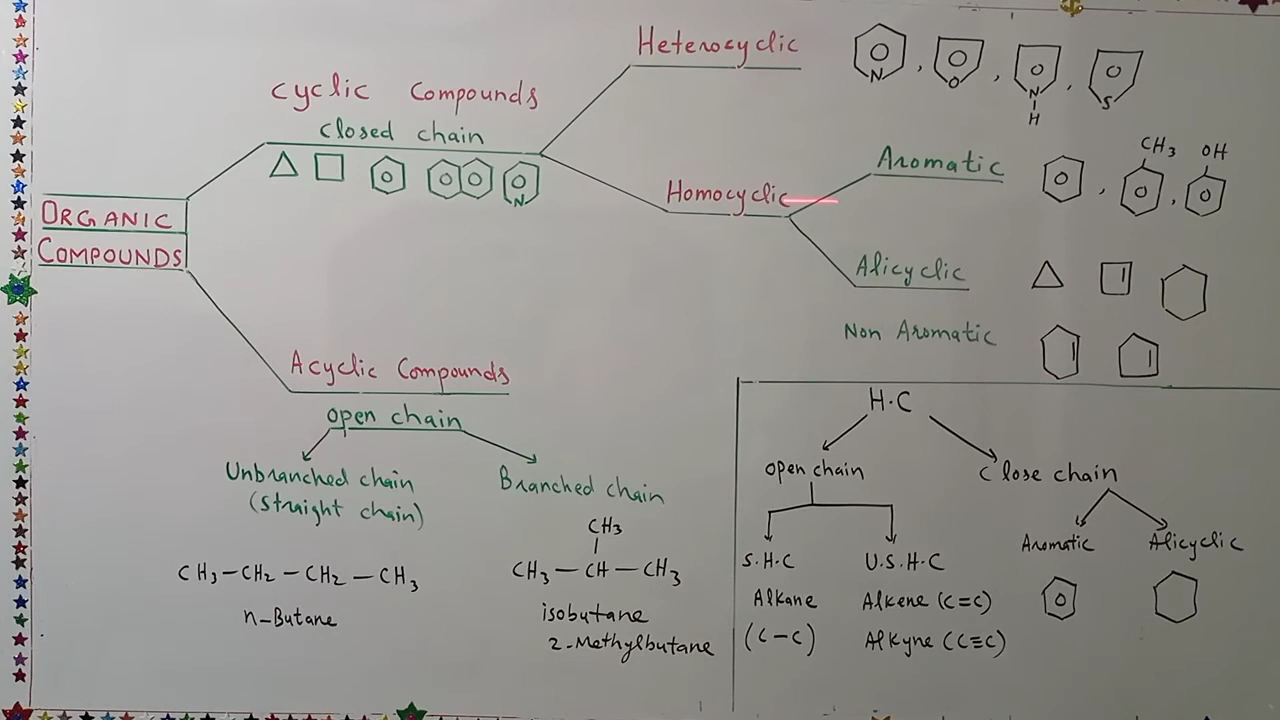 ORGANIC
COMPOUNDS
Cyclic Compounds
Closed chain
N
Heterocyclic
N , O , N , S
H
Homocyclic
Aromatic
CH3 OH
Alicyclic
Non Aromatic
Acyclic Compounds
open chain
Unbranched chain
(straight chain)
CH3-CH2-CH2-CH3
n-Butane
Branched chain
CH3
CH3-CH-CH3
isobutane
2-Methylbutane
H.C
open chain
Close chain
S.H.C
Alkane
(C-C)
U.S.H.C
Alkene (C=C)
Alkyne (C≡C)
Aromatic
Alicyclic